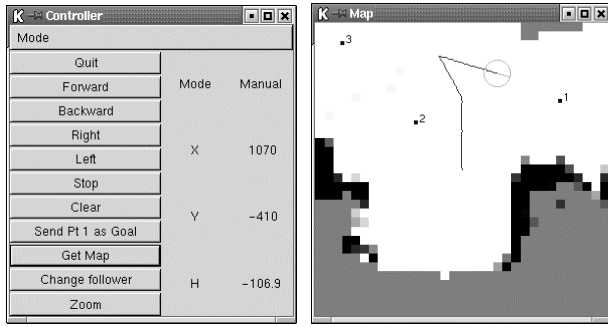 K Controller
Mode
Quit
Forward
Backward
Right
Left
Stop
Clear
Send Pt 1 as Goal
Get Map
Change follower
Zoom
Mode Manual
X 1070
Y -410
H -106.9
K Map
3
1
2